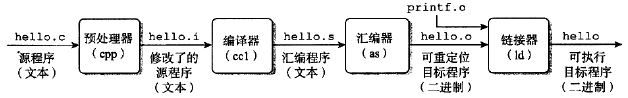 printf.o
hello.c
预处理器
(cpp)
hello.i
编译器
(cc1)
hello.s
汇编器
(as)
hello.o
链接器
(ld)
hello
源程序
(文本)
修改了的
源程序
(文本)
汇编程序
(文本)
可重定位
目标程序
(二进制)
可执行
目标程序
(二进制)